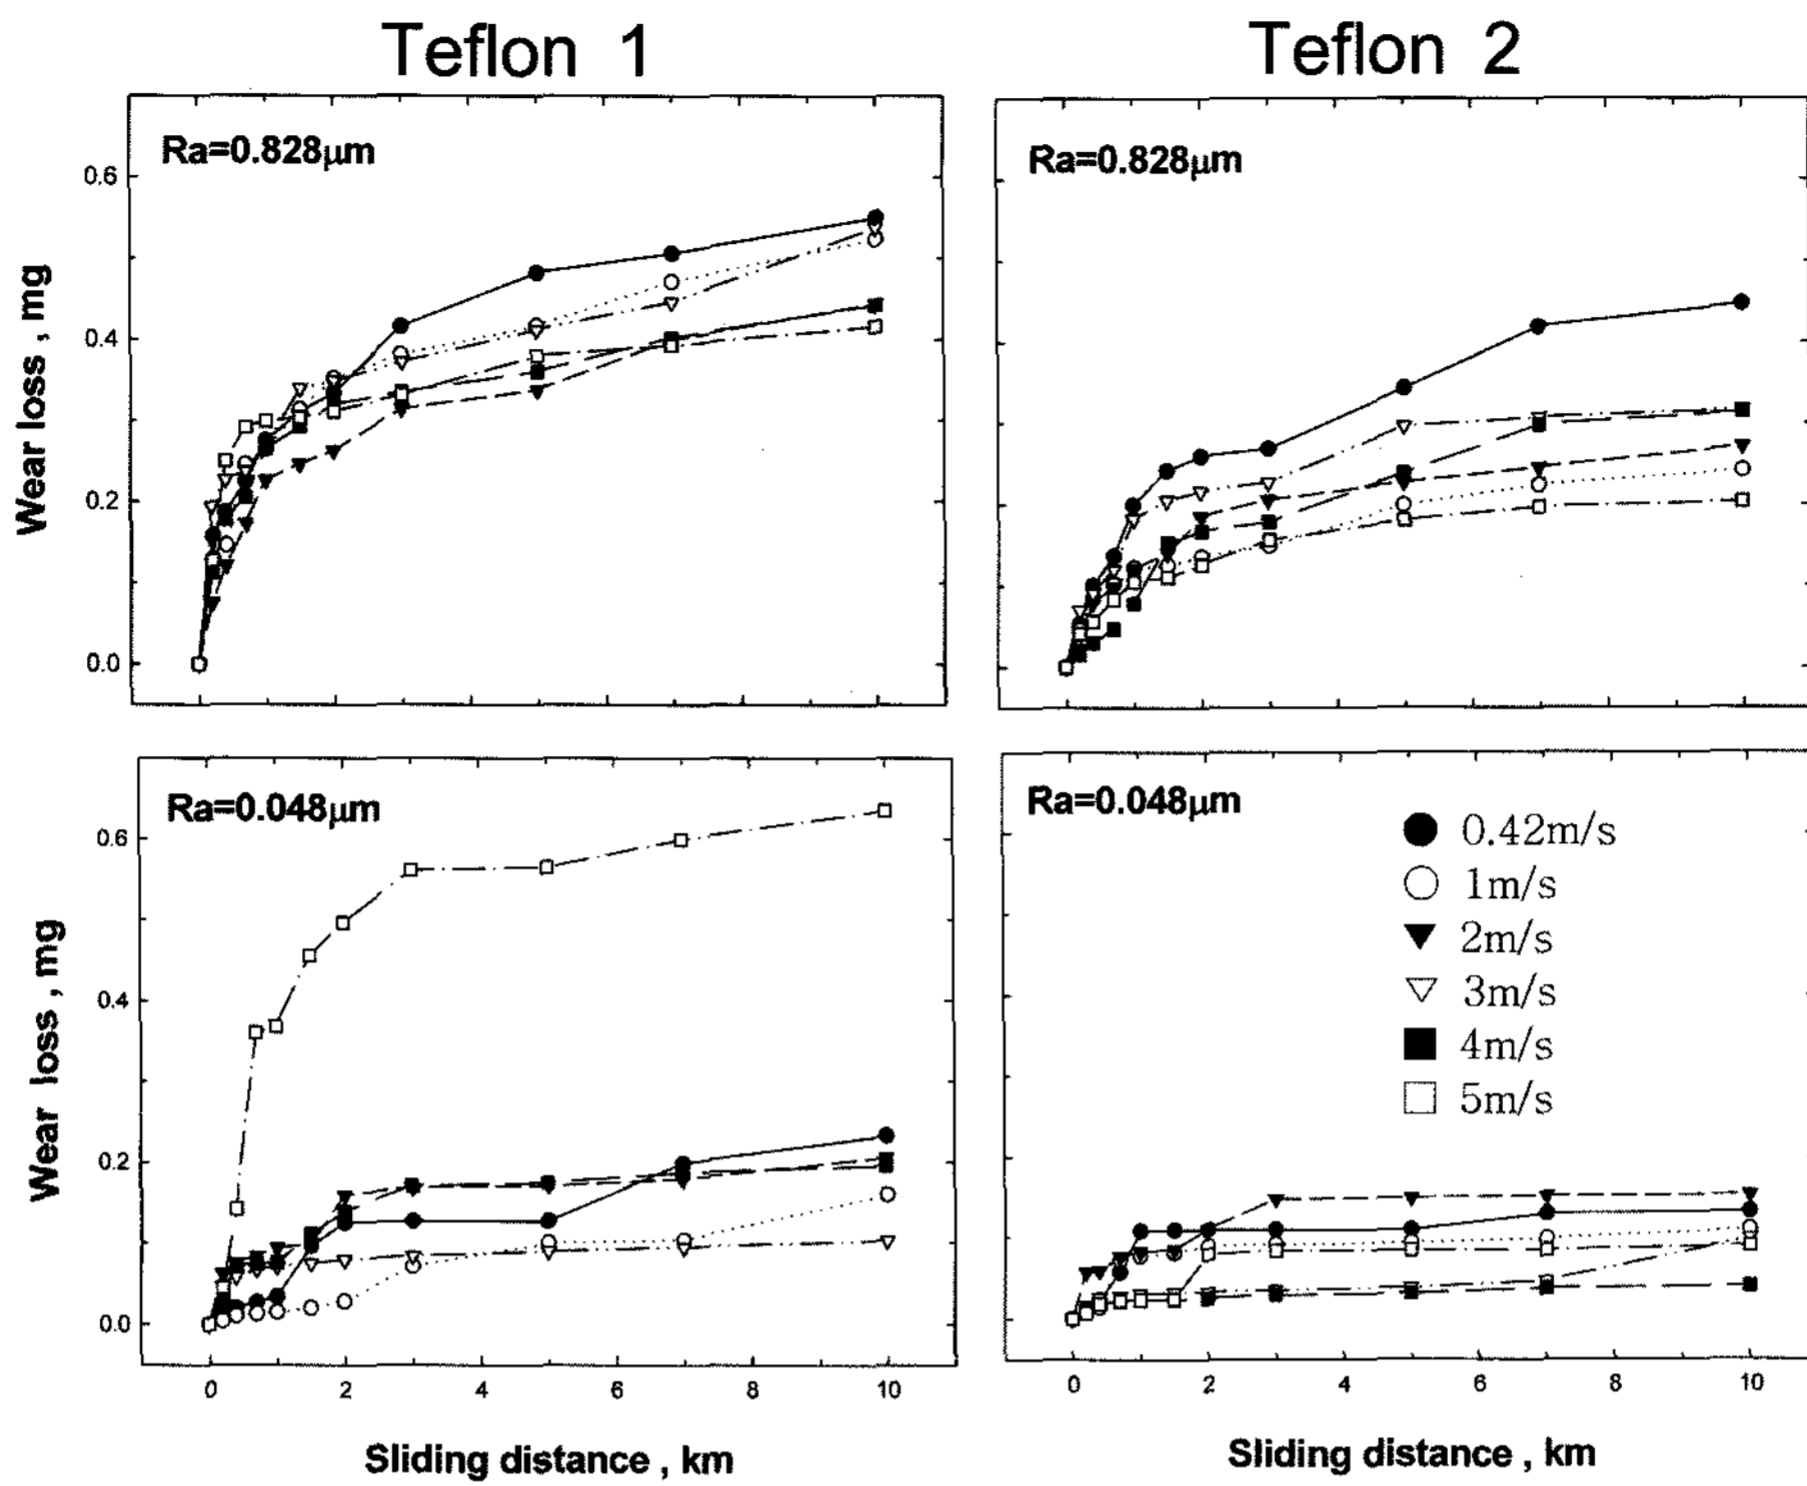 Teflon 1
Teflon 2
Ra=0.828μm
0.6
0.4
0.2
0.0
Wear loss , mg
Ra=0.828μm
Ra=0.048μm
0.6
0.4
0.2
0.0
Wear loss , mg
0 2 4 6 8 10
Sliding distance , km
Ra=0.048μm
0.42m/s
1m/s
2m/s
3m/s
4m/s
5m/s
0 2 4 6 8 10
Sliding distance , km